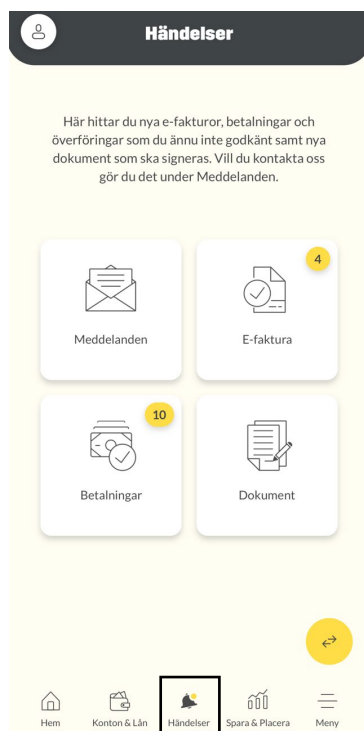 Händelser
Här hittar du nya e-fakturor, betalningar och
överföringar som du ännu inte godkänt samt nya
dokument som ska signeras. Vill du kontakta oss
gör du det under Meddelanden.
Meddelanden
4
E-faktura
10
Betalningar
Dokument
Hem
Konton & Lån
Händelser
Spara & Placera
Meny